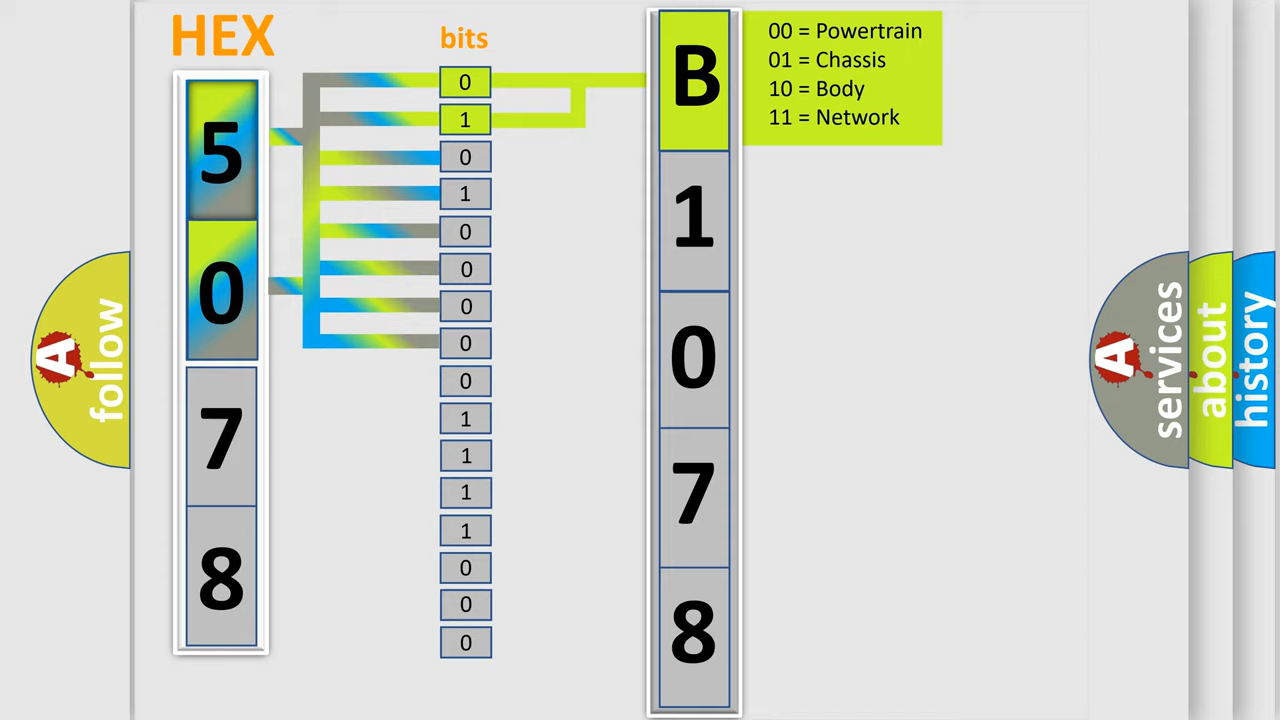 HEX
bits
5
0
7
8
0
1
0
1
0
0
0
0
0
1
1
1
1
0
0
0
B
1
0
7
8
00 = Powertrain
01 = Chassis
10 = Body
11 = Network
A
follow
A
services
about
history